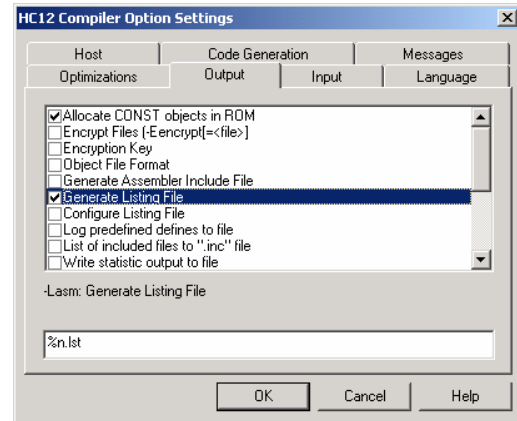 HC12 Compiler Option Settings
Host Code Generation Messages
Optimizations Output Input Language
Allocate CONST objects in ROM
Encrypt Files (-Eencrypt[=<file>]
Encryption Key
Object File Format
Generate Assembler Include File
Generate Listing File
Configure Listing File
Log predefined defines to file
List of included files to ".inc" file
Write statistic output to file
-Lasm: Generate Listing File
%n.lst
OK Cancel Help